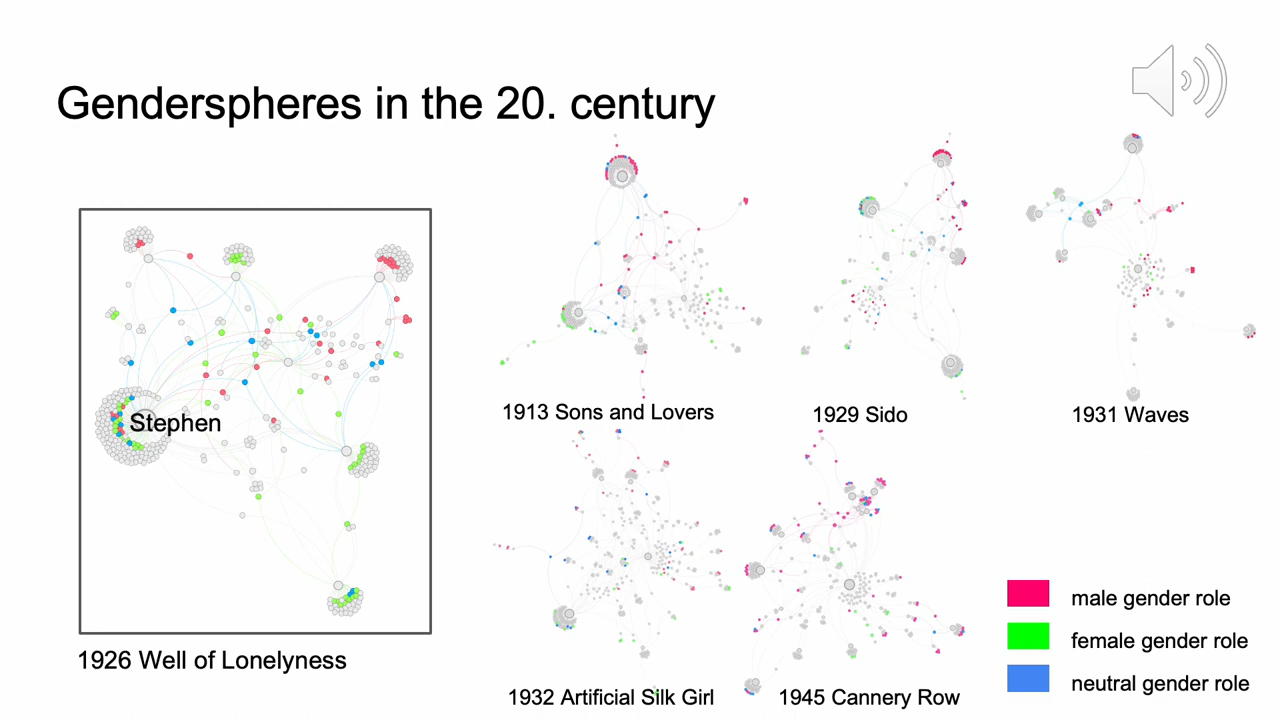 Genderspheres in the 20. century
Stephen
1926 Well of Lonelyness
1913 Sons and Lovers
1929 Sido
1931 Waves
1932 Artificial Silk Girl
1945 Cannery Row
male gender role
female gender role
neutral gender role